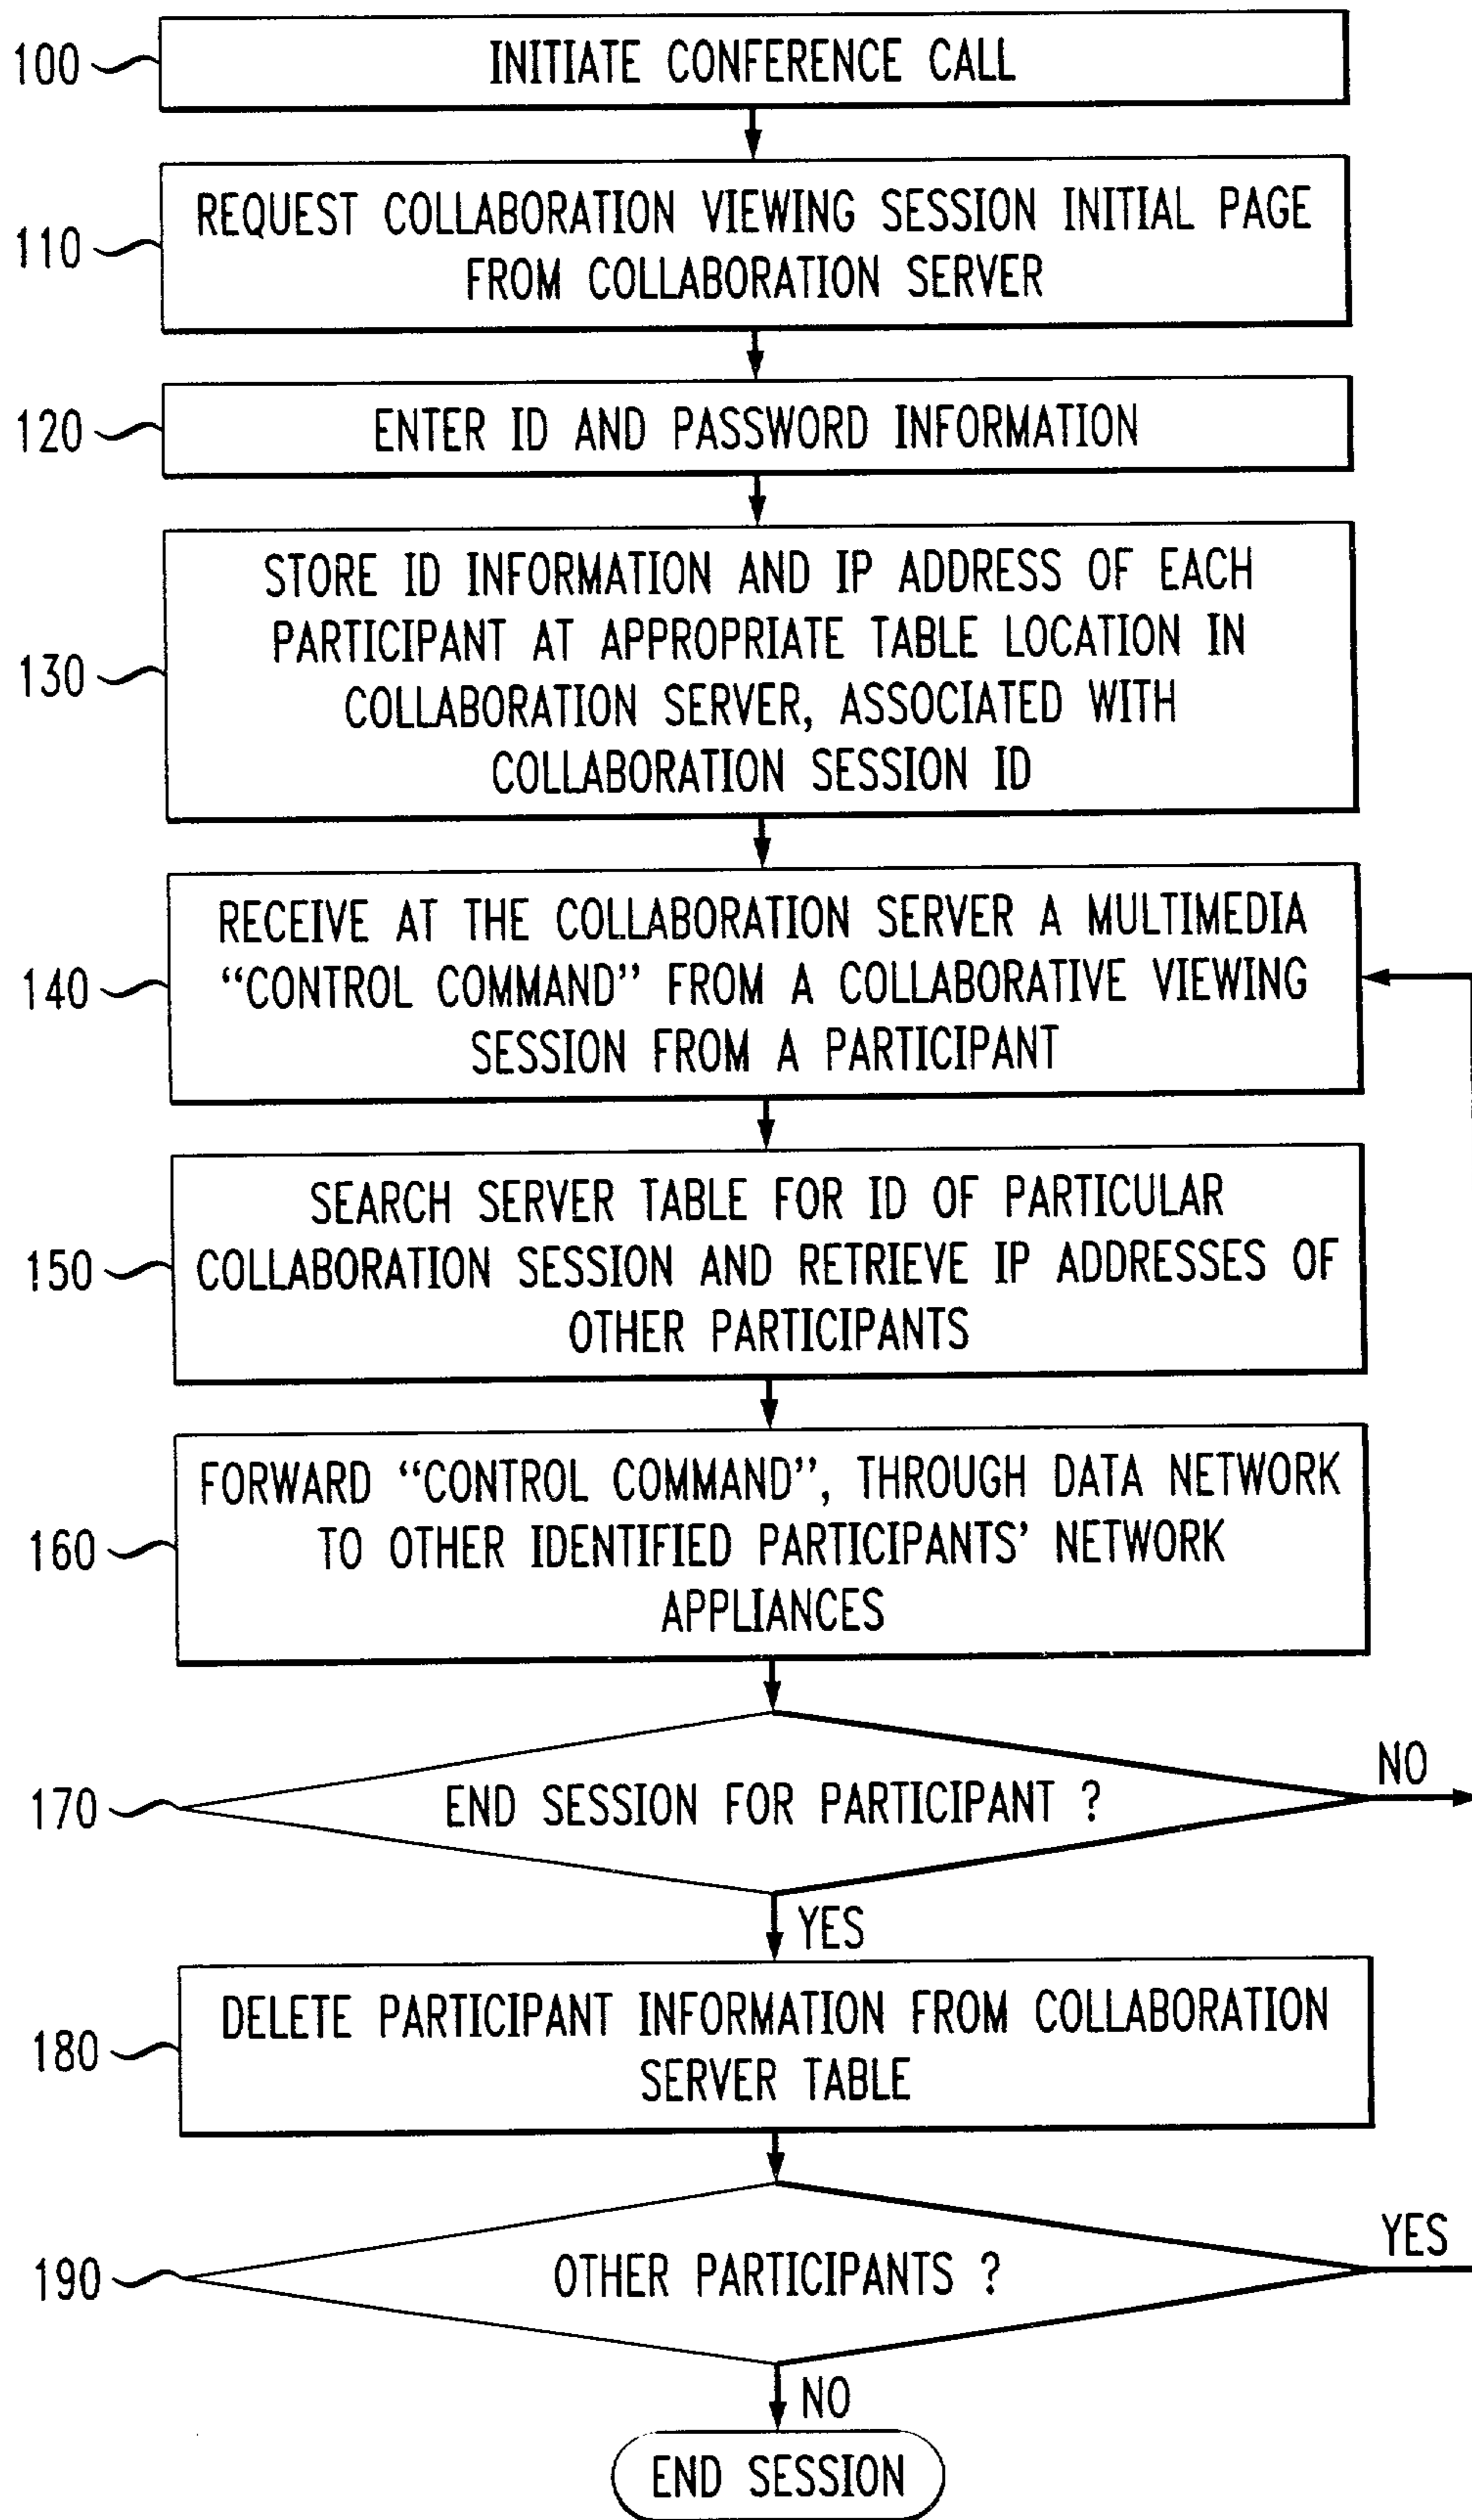 100
INITIATE CONFERENCE CALL
110
REQUEST COLLABORATION VIEWING SESSION INITIAL PAGE
FROM COLLABORATION SERVER
120
ENTER ID AND PASSWORD INFORMATION
130
STORE ID INFORMATION AND IP ADDRESS OF EACH
PARTICIPANT AT APPROPRIATE TABLE LOCATION IN
COLLABORATION SERVER, ASSOCIATED WITH
COLLABORATION SESSION ID
140
RECEIVE AT THE COLLABORATION SERVER A MULTIMEDIA
“CONTROL COMMAND” FROM A COLLABORATIVE VIEWING
SESSION FROM A PARTICIPANT
150
SEARCH SERVER TABLE FOR ID OF PARTICULAR
COLLABORATION SESSION AND RETRIEVE IP ADDRESSES OF
OTHER PARTICIPANTS
160
FORWARD “CONTROL COMMAND”, THROUGH DATA NETWORK
TO OTHER IDENTIFIED PARTICIPANTS’ NETWORK
APPLIANCES
170
END SESSION FOR PARTICIPANT ?
NO
YES
180
DELETE PARTICIPANT INFORMATION FROM COLLABORATION
SERVER TABLE
190
OTHER PARTICIPANTS ?
YES
NO
END SESSION